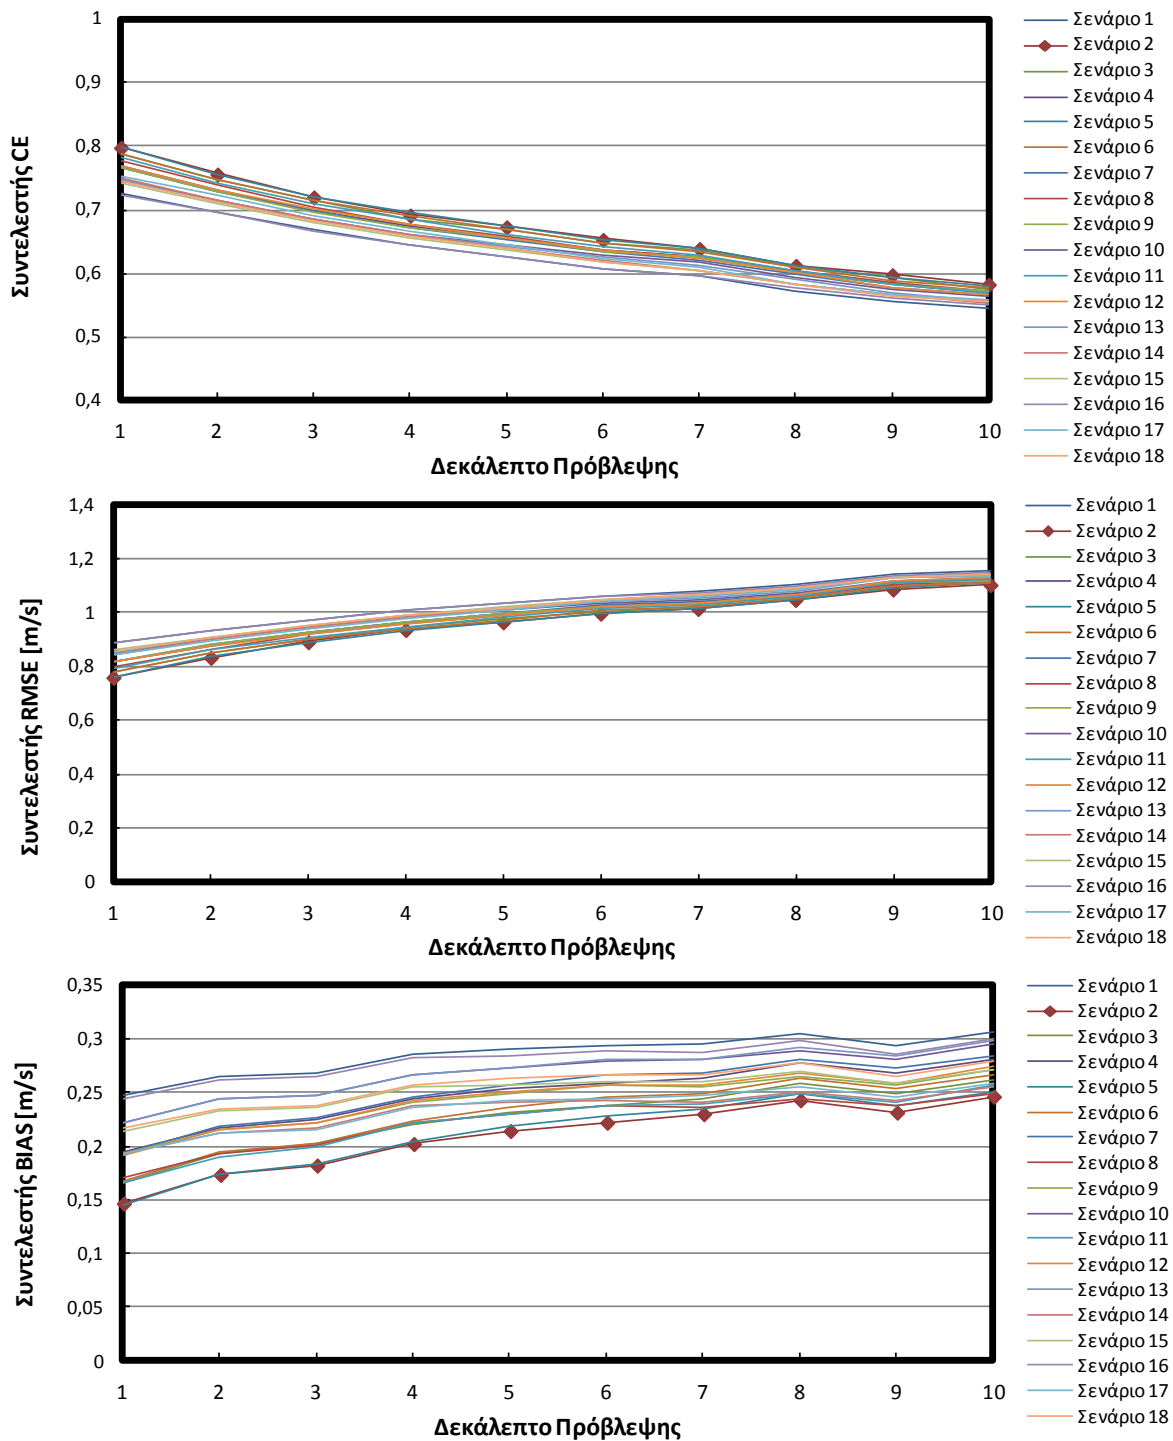 Συντελεστής CE
1
0,9
0,8
0,7
0,6
0,5
0,4
1 2 3 4 5 6 7 8 9 10
Δεκάλεπτο Πρόβλεψης
Σενάριο 1
Σενάριο 2
Σενάριο 3
Σενάριο 4
Σενάριο 5
Σενάριο 6
Σενάριο 7
Σενάριο 8
Σενάριο 9
Σενάριο 10
Σενάριο 11
Σενάριο 12
Σενάριο 13
Σενάριο 14
Σενάριο 15
Σενάριο 16
Σενάριο 17
Σενάριο 18
Συντελεστής RMSE [m/s]
1,4
1,2
1
0,8
0,6
0,4
0,2
0
1 2 3 4 5 6 7 8 9 10
Δεκάλεπτο Πρόβλεψης
Σενάριο 1
Σενάριο 2
Σενάριο 3
Σενάριο 4
Σενάριο 5
Σενάριο 6
Σενάριο 7
Σενάριο 8
Σενάριο 9
Σενάριο 10
Σενάριο 11
Σενάριο 12
Σενάριο 13
Σενάριο 14
Σενάριο 15
Σενάριο 16
Σενάριο 17
Σενάριο 18
Συντελεστής BIAS [m/s]
0,35
0,3
0,25
0,2
0,15
0,1
0,05
0
1 2 3 4 5 6 7 8 9 10
Δεκάλεπτο Πρόβλεψης
Σενάριο 1
Σενάριο 2
Σενάριο 3
Σενάριο 4
Σενάριο 5
Σενάριο 6
Σενάριο 7
Σενάριο 8
Σενάριο 9
Σενάριο 10
Σενάριο 11
Σενάριο 12
Σενάριο 13
Σενάριο 14
Σενάριο 15
Σενάριο 16
Σενάριο 17
Σενάριο 18